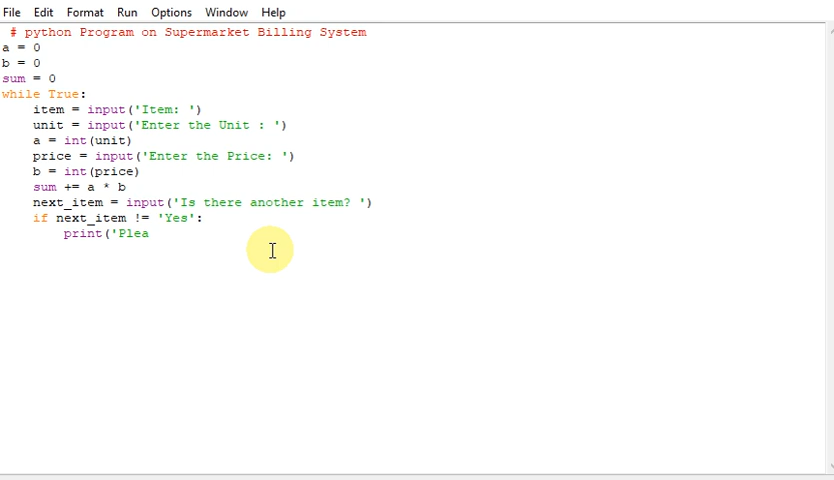 File Edit Format Run Options Window Help
# python Program on Supermarket Billing System
a = 0
b = 0
sum = 0
while True:
    item = input('Item: ')
    unit = input('Enter the Unit : ')
    a = int(unit)
    price = input('Enter the Price: ')
    b = int(price)
    sum += a * b
    next_item = input('Is there another item? ')
    if next_item != 'Yes':
        print('Plea